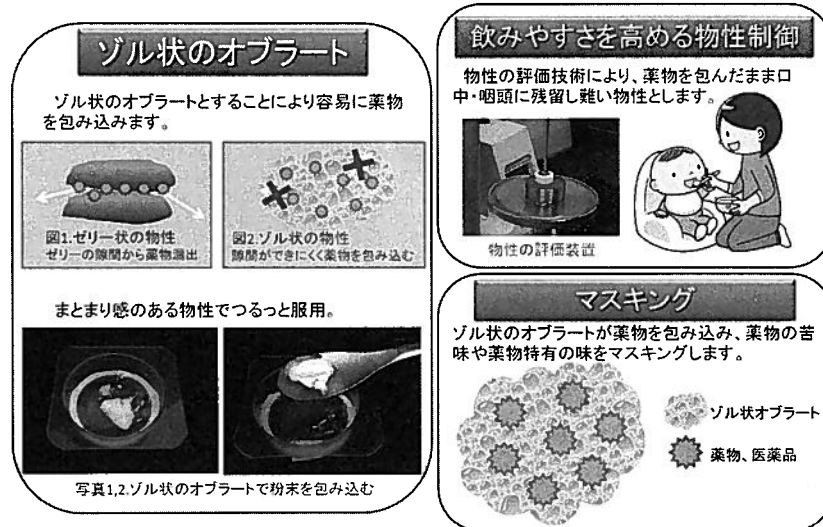 ゾル状のオブラート
ゾル状のオブラートとすることにより容易に薬物
を包み込みます。
図1.ゼリー状の物性
ゼリーの隙間から薬物漏出
図2.ゾル状の物性
隙間ができにくく薬物を包み込む
まとまり感のある物性でつるっと服用。
写真1,2.ゾル状のオブラートで粉末を包み込む
飲みやすさを高める物性制御
物性の評価技術により、薬物を包んだまま口
中・咽頭に残留し難い物性とします。
物性の評価装置
マスキング
ゾル状のオブラートが薬物を包み込み、薬物の苦
味や薬物特有の味をマスキングします。
ゾル状オブラート
薬物、医薬品